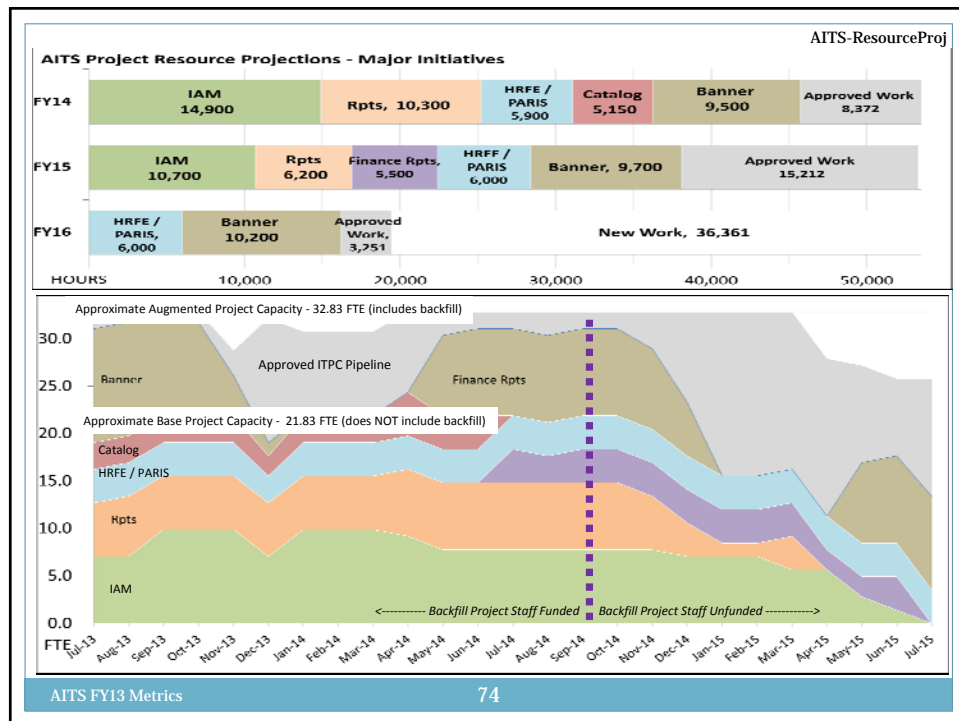 AITS-ResourceProj
AITS Project Resource Projections - Major Initiatives
FY14
IAM
14,900
Rpts, 10,300
HRFE /
PARIS
5,900
Catalog
5,150
Banner
9,500
Approved Work
8,372
FY15
IAM
10,700
Rpts
6,200
Finance Rpts,
5,500
HRFF /
PARIS
6,000
Banner, 9,700
Approved Work
15,212
FY16
HRFE /
PARIS,
6,000
Banner
10,200
Approved
Work,
3,251
New Work, 36,361
HOURS
10,000
20,000
30,000
40,000
50,000
Approximate Augmented Project Capacity - 32.83 FTE (includes backfill)
30.0
25.0
20.0
15.0
10.0
5.0
0.0
Approved ITPC Pipeline
Banner
Finance Rpts
Approximate Base Project Capacity - 21.83 FTE (does NOT include backfill)
Catalog
HRFE / PARIS
Rpts
IAM
<----------- Backfill Project Staff Funded
Backfill Project Staff Unfunded ------------>
FTE
Jul-13
Aug-13
Sep-13
Oct-13
Nov-13
Dec-13
Jan-14
Feb-14
Mar-14
Apr-14
May-14
Jun-14
Jul-14
Aug-14
Sep-14
Oct-14
Nov-14
Dec-14
Jan-15
Feb-15
Mar-15
Apr-15
May-15
Jun-15
Jul-15
AITS FY13 Metrics
74